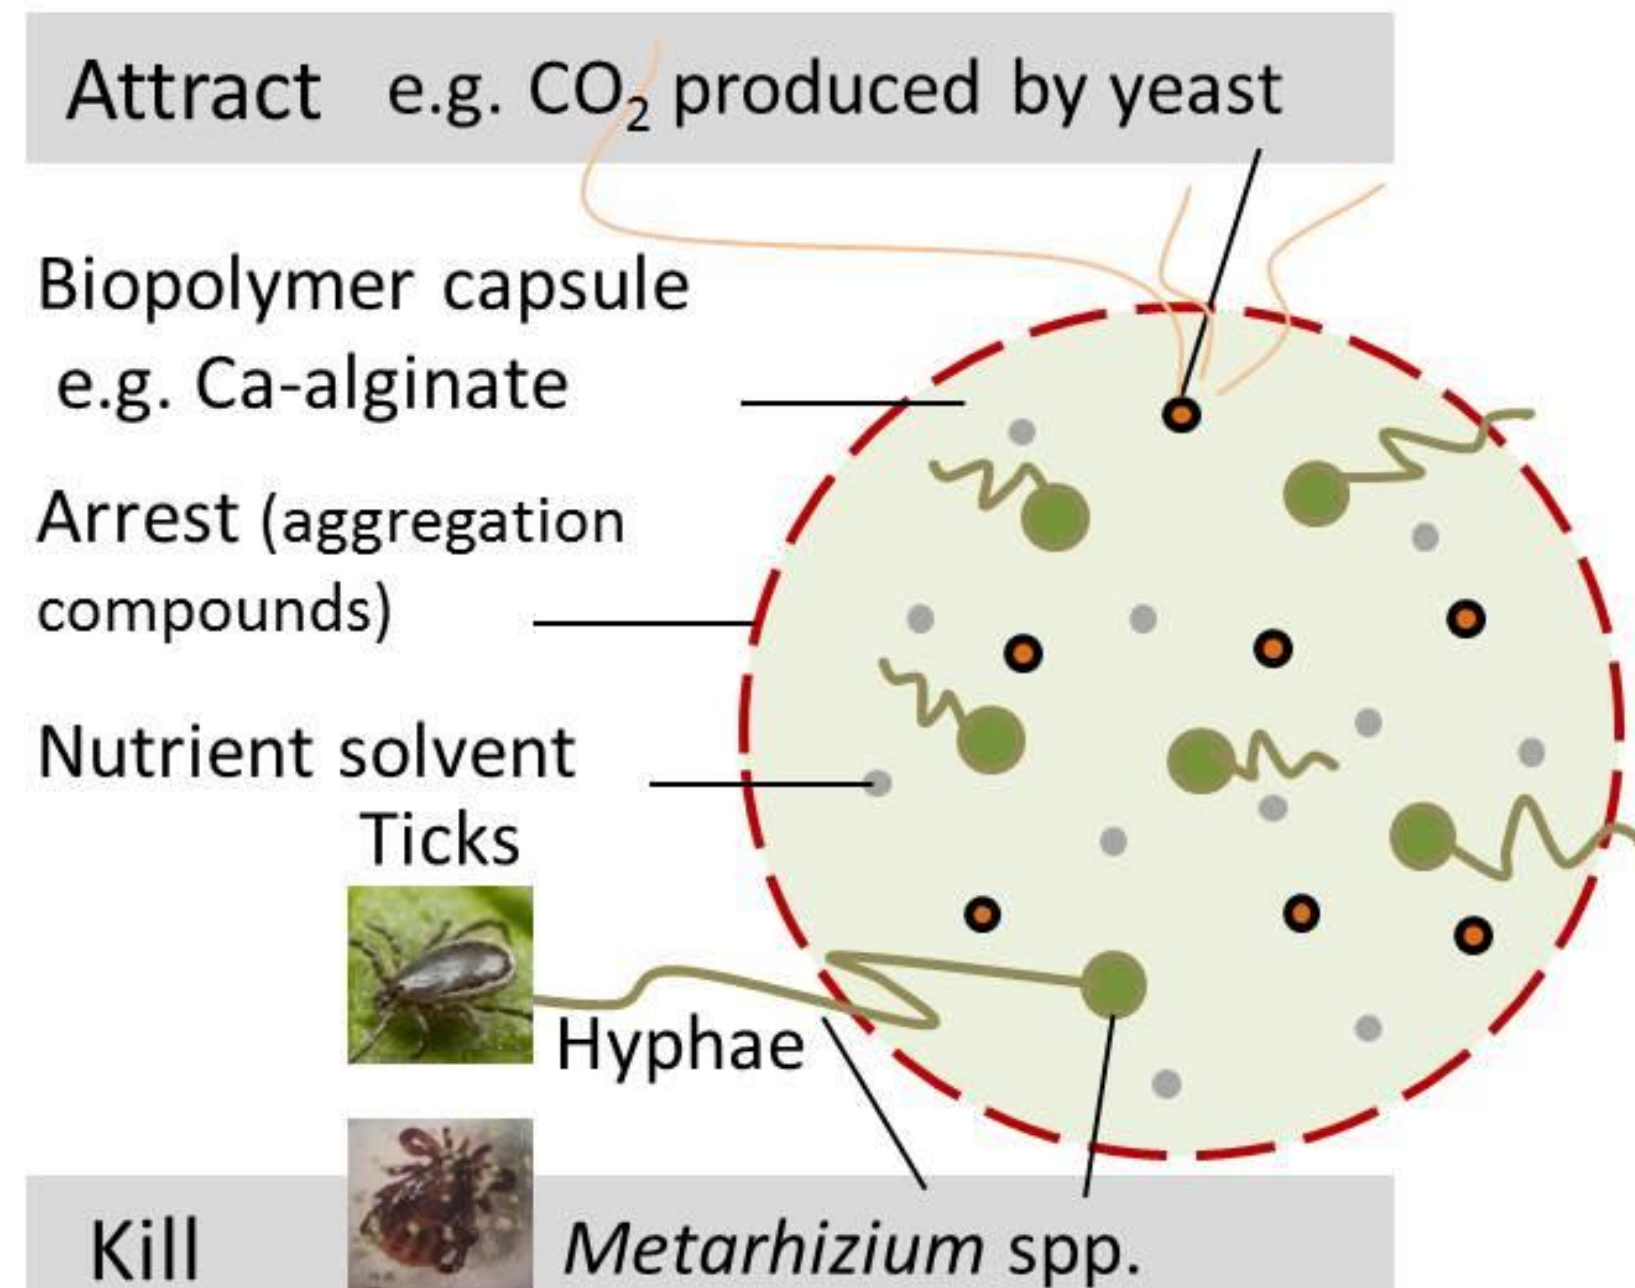 Attract e.g. CO₂ produced by yeast
Biopolymer capsule
e.g. Ca-alginate
Arrest (aggregation
compounds)
Nutrient solvent
Ticks
Hyphae
Kill Metarhizium spp.